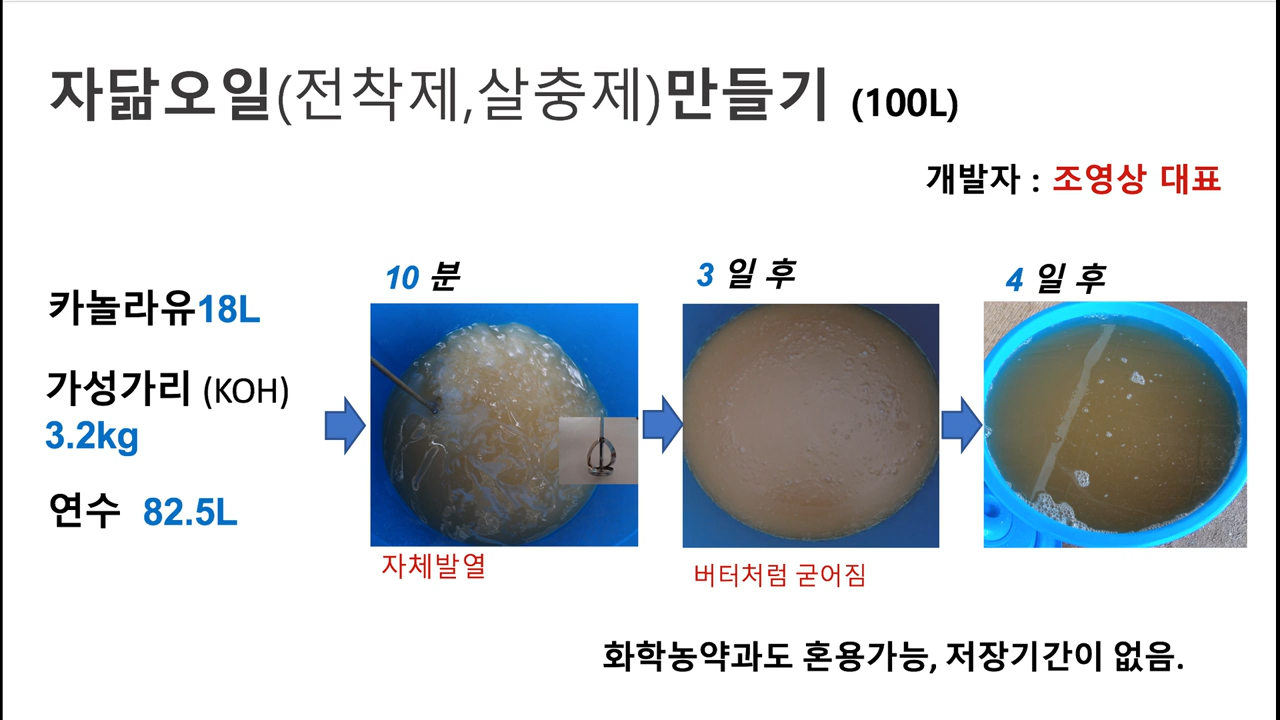 자닮오일(전착제,살충제)만들기 (100L)
개발자 : 조영상 대표
카놀라유18L
가성가리 (KOH)
3.2kg
연수 82.5L
10 분
자체발열
3 일 후
버터처럼 굳어짐
4 일 후
화학농약과도 혼용가능, 저장기간이 없음.